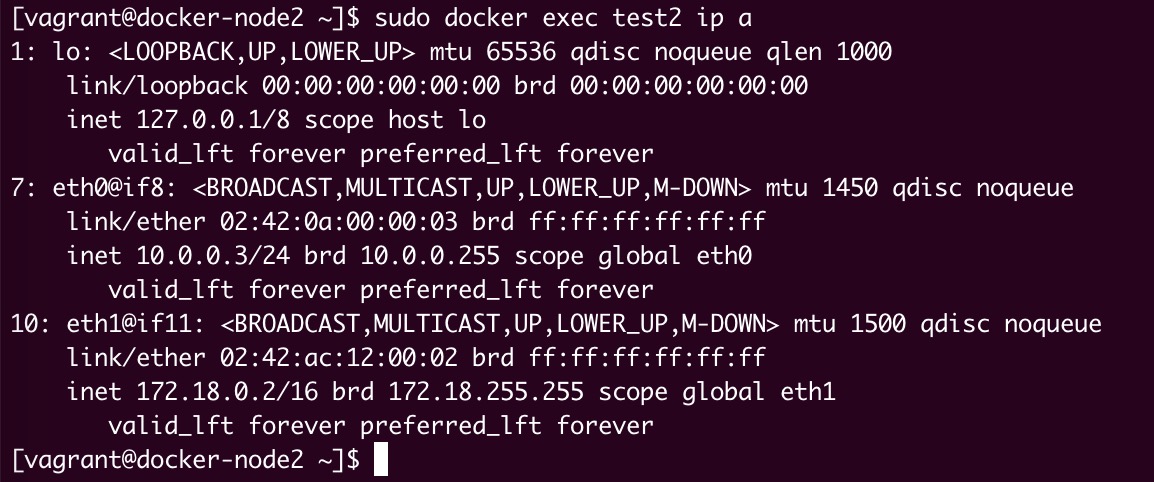 [vagrant@docker-node2 ~]$ sudo docker exec test2 ip a
1: lo: <LOOPBACK,UP,LOWER_UP> mtu 65536 qdisc noqueue qlen 1000
    link/loopback 00:00:00:00:00:00 brd 00:00:00:00:00:00
    inet 127.0.0.1/8 scope host lo
       valid_lft forever preferred_lft forever
7: eth0@if8: <BROADCAST,MULTICAST,UP,LOWER_UP,M-DOWN> mtu 1450 qdisc noqueue
    link/ether 02:42:0a:00:00:03 brd ff:ff:ff:ff:ff:ff
    inet 10.0.0.3/24 brd 10.0.0.255 scope global eth0
       valid_lft forever preferred_lft forever
10: eth1@if11: <BROADCAST,MULTICAST,UP,LOWER_UP,M-DOWN> mtu 1500 qdisc noqueue
    link/ether 02:42:ac:12:00:02 brd ff:ff:ff:ff:ff:ff
    inet 172.18.0.2/16 brd 172.18.255.255 scope global eth1
       valid_lft forever preferred_lft forever
[vagrant@docker-node2 ~]$